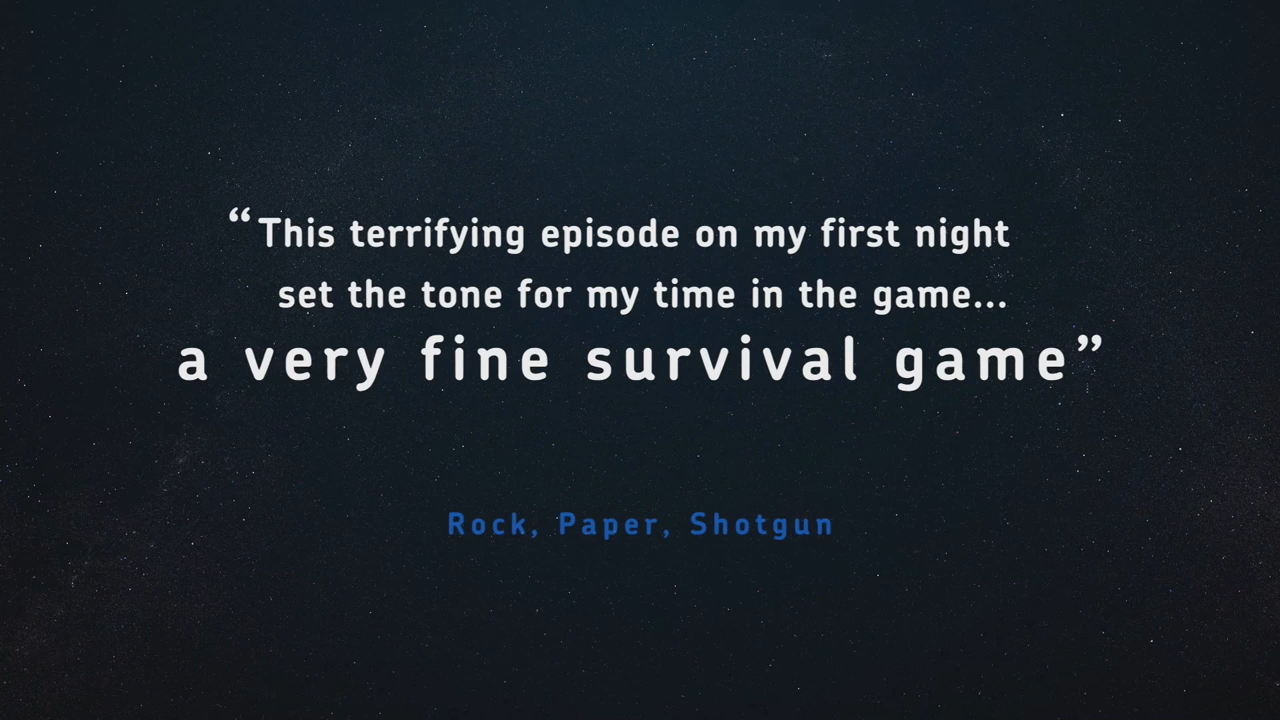 “This terrifying episode on my first night
set the tone for my time in the game...
a very fine survival game”
Rock, Paper, Shotgun